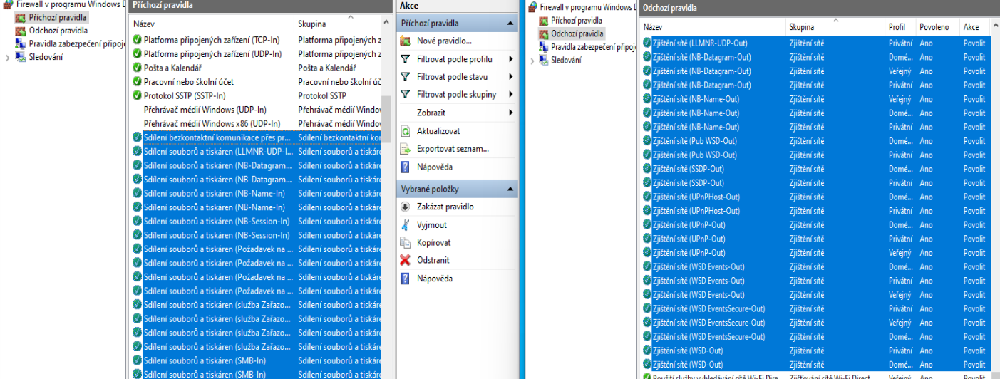 Firewall v programu Windows D
Příchozí pravidla
Odchozí pravidla
Pravidla zabezpečení připoje
Sledování
Příchozí pravidla
Název Skupina
Platforma připojených zařízení (TCP-In) Platforma připojených z
Platforma připojených zařízení (UDP-In) Platforma připojených z
Pošta a Kalendář Pošta a Kalendář
Pracovní nebo školní účet Pracovní nebo školní úč
Protokol SSTP (SSTP-In) Protokol SSTP
Přehrávač médií Windows (UDP-In) Přehrávač médií Windov
Přehrávač médií Windows x86 (UDP-In) Přehrávač médií Windov
Sdílení bezkontaktní komunikace přes pr... Sdílení bezkontaktní kor
Sdílení souborů a tiskáren (LLMNR-UDP-I... Sdílení souborů a tiskáre
Sdílení souborů a tiskáren (NB-Datagram... Sdílení souborů a tiskáre
Sdílení souborů a tiskáren (NB-Datagram... Sdílení souborů a tiskáre
Sdílení souborů a tiskáren (NB-Name-In) Sdílení souborů a tiskáre
Sdílení souborů a tiskáren (NB-Name-In) Sdílení souborů a tiskáre
Sdílení souborů a tiskáren (NB-Session-In) Sdílení souborů a tiskáre
Sdílení souborů a tiskáren (NB-Session-In) Sdílení souborů a tiskáre
Sdílení souborů a tiskáren (Požadavek na ... Sdílení souborů a tiskáre
Sdílení souborů a tiskáren (Požadavek na ... Sdílení souborů a tiskáre
Sdílení souborů a tiskáren (Požadavek na ... Sdílení souborů a tiskáre
Sdílení souborů a tiskáren (Požadavek na ... Sdílení souborů a tiskáre
Sdílení souborů a tiskáren (služba Zařazo... Sdílení souborů a tiskáre
Sdílení souborů a tiskáren (služba Zařazo... Sdílení souborů a tiskáre
Sdílení souborů a tiskáren (služba Zařazo... Sdílení souborů a tiskáre
Sdílení souborů a tiskáren (služba Zařazo... Sdílení souborů a tiskáre
Sdílení souborů a tiskáren (SMB-In) Sdílení souborů a tiskáre
Sdílení souborů a tiskáren (SMB-In) Sdílení souborů a tiskáre
Akce
Příchozí pravidla
Nové pravidlo...
Filtrovat podle profilu
Filtrovat podle stavu
Filtrovat podle skupiny
Zobrazit
Aktualizovat
Exportovat seznam...
Nápověda
Vybrané položky
Zakázat pravidlo
Vyjmout
Kopírovat
Odstranit
Nápověda
Firewall v programu Windows D
Příchozí pravidla
Odchozí pravidla
Pravidla zabezpečení připoje
Sledování
Odchozí pravidla
Název Skupina Profil Povoleno Akce
Zjištění sítě (LLMNR-UDP-Out) Zjištění sítě Privátní Ano Povolit
Zjištění sítě (NB-Datagram-Out) Zjištění sítě Domé... Ano Povolit
Zjištění sítě (NB-Datagram-Out) Zjištění sítě Veřejný Ano Povolit
Zjištění sítě (NB-Datagram-Out) Zjištění sítě Privátní Ano Povolit
Zjištění sítě (NB-Name-Out) Zjištění sítě Veřejný Ano Povolit
Zjištění sítě (NB-Name-Out) Zjištění sítě Domé... Ano Povolit
Zjištění sítě (NB-Name-Out) Zjištění sítě Privátní Ano Povolit
Zjištění sítě (Pub WSD-Out) Zjištění sítě Domé... Ano Povolit
Zjištění sítě (Pub WSD-Out) Zjištění sítě Privátní Ano Povolit
Zjištění sítě (SSDP-Out) Zjištění sítě Domé... Ano Povolit
Zjištění sítě (SSDP-Out) Zjištění sítě Privátní Ano Povolit
Zjištění sítě (UPnPHost-Out) Zjištění sítě Domé... Ano Povolit
Zjištění sítě (UPnPHost-Out) Zjištění sítě Privátní Ano Povolit
Zjištění sítě (UPnP-Out) Zjištění sítě Domé... Ano Povolit
Zjištění sítě (UPnP-Out) Zjištění sítě Privátní Ano Povolit
Zjištění sítě (UPnP-Out) Zjištění sítě Veřejný Ano Povolit
Zjištění sítě (WSD Events-Out) Zjištění sítě Domé... Ano Povolit
Zjištění sítě (WSD Events-Out) Zjištění sítě Privátní Ano Povolit
Zjištění sítě (WSD Events-Out) Zjištění sítě Veřejný Ano Povolit
Zjištění sítě (WSD EventsSecure-Out) Zjištění sítě Privátní Ano Povolit
Zjištění sítě (WSD EventsSecure-Out) Zjištění sítě Veřejný Ano Povolit
Zjištění sítě (WSD EventsSecure-Out) Zjištění sítě Domé... Ano Povolit
Zjištění sítě (WSD-Out) Zjištění sítě Privátní Ano Povolit
Zjištění sítě (WSD-Out) Zjištění sítě Domé... Ano Povolit
Použití služby vyhledávání sítě Wi-Fi Dire... Zjišťování sítě Wi-Fi Direct Veřejný Ano Povolit